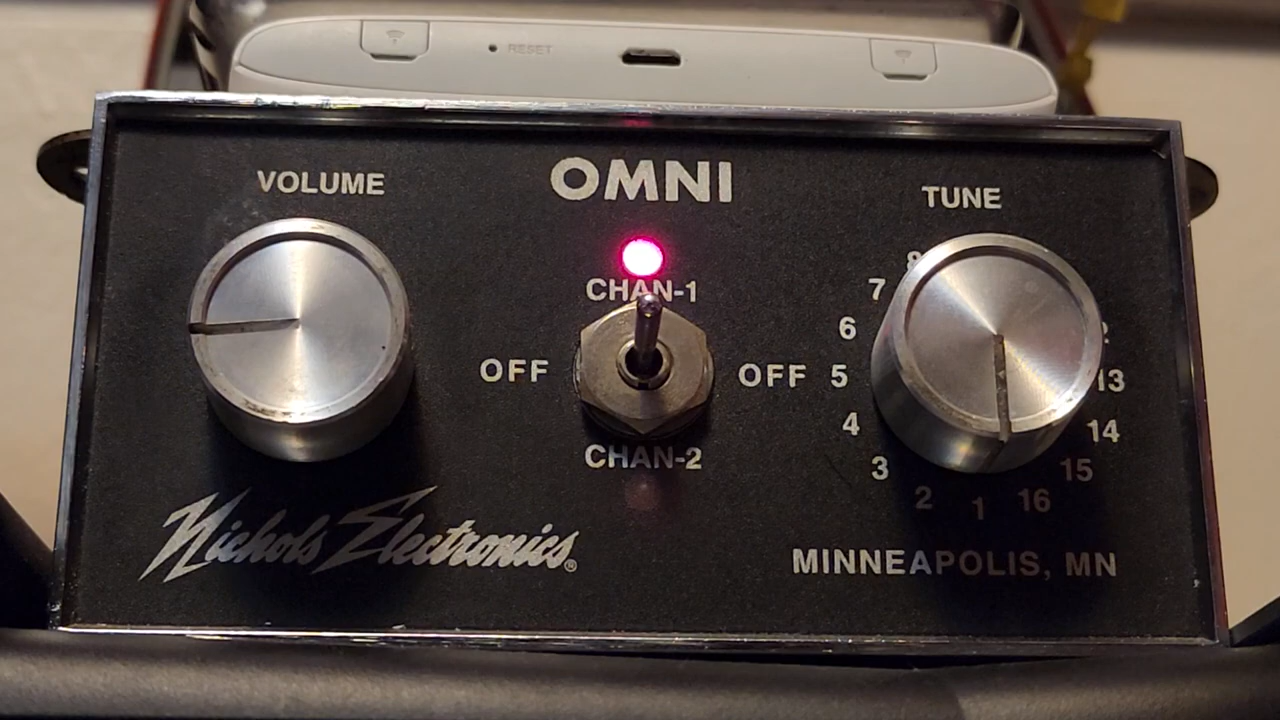 RESET
OMNI
VOLUME
TUNE
CHAN-1
OFF
OFF
CHAN-2
8
7
6
5
4
3
2
1
16
15
14
13
Nichols Electronics®
MINNEAPOLIS, MN